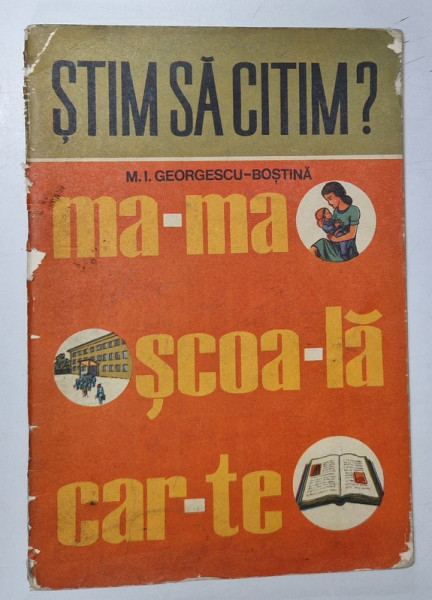 ȘTIM SĂ CITIM?
M. I. GEORGESCU-BOȘTINĂ
ma-ma
școa-lă
car-te